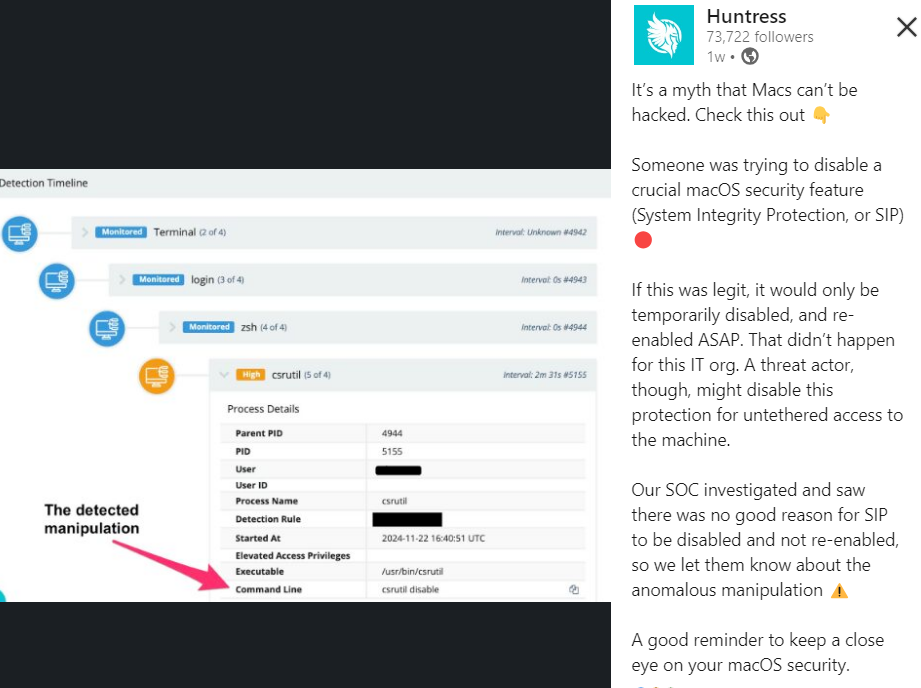 Detection Timeline
Monitored Terminal (2 of 4) Interval: Unknown #4942
Monitored login (3 of 4) Interval: 0s #4943
Monitored zsh (4 of 4) Interval: 0s #4944
High csrutil (5 of 4) Interval: 2m 31s #5155
Process Details
Parent PID 4944
PID 5155
User
User ID
Process Name csrutil
Detection Rule
Started At 2024-11-22 16:40:51 UTC
Elevated Access Privileges
Executable /usr/bin/csrutil
Command Line csrutil disable
The detected
manipulation
Huntress
73,722 followers
1w •
It’s a myth that Macs can’t be
hacked. Check this out 👇
Someone was trying to disable a
crucial macOS security feature
(System Integrity Protection, or SIP)
🔴
If this was legit, it would only be
temporarily disabled, and re-
enabled ASAP. That didn’t happen
for this IT org. A threat actor,
though, might disable this
protection for untethered access to
the machine.
Our SOC investigated and saw
there was no good reason for SIP
to be disabled and not re-enabled,
so we let them know about the
anomalous manipulation ⚠️
A good reminder to keep a close
eye on your macOS security.